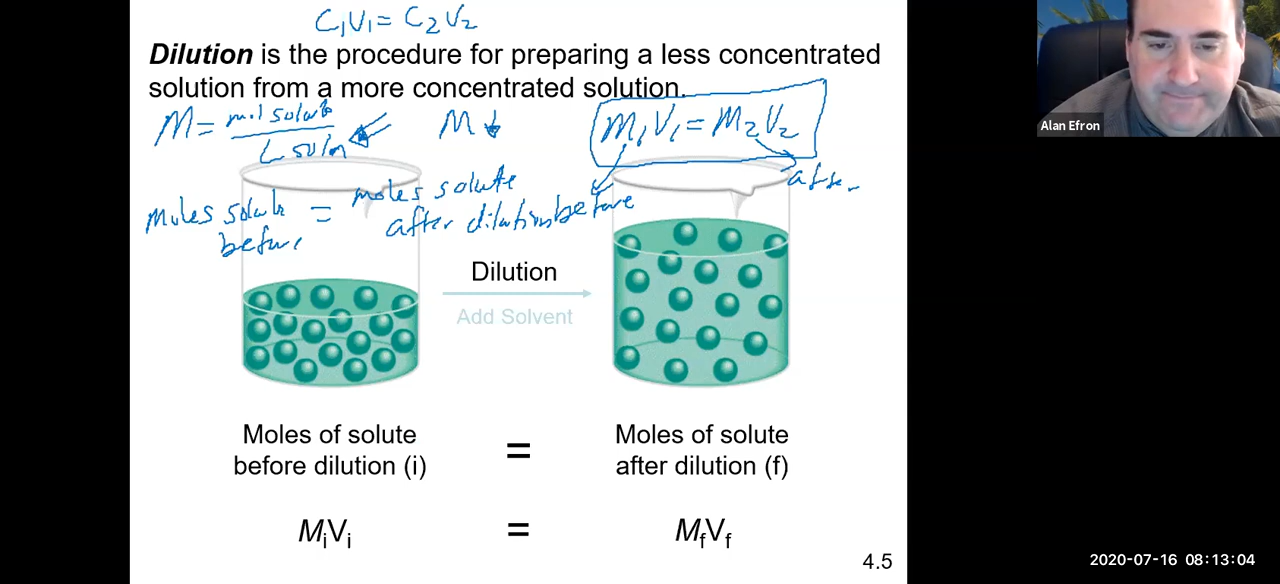 C₁V₁ = C₂V₂
Dilution is the procedure for preparing a less concentrated
solution from a more concentrated solution.
M = mol solute / L soln
M ↓
M₁V₁ = M₂V₂
before
after
moles solute before = moles solute after dilution
Dilution
Add Solvent
Moles of solute
before dilution (i)
=
Moles of solute
after dilution (f)
MᵢVᵢ = M_fV_f
4.5
Alan Efron
2020-07-16 08:13:04